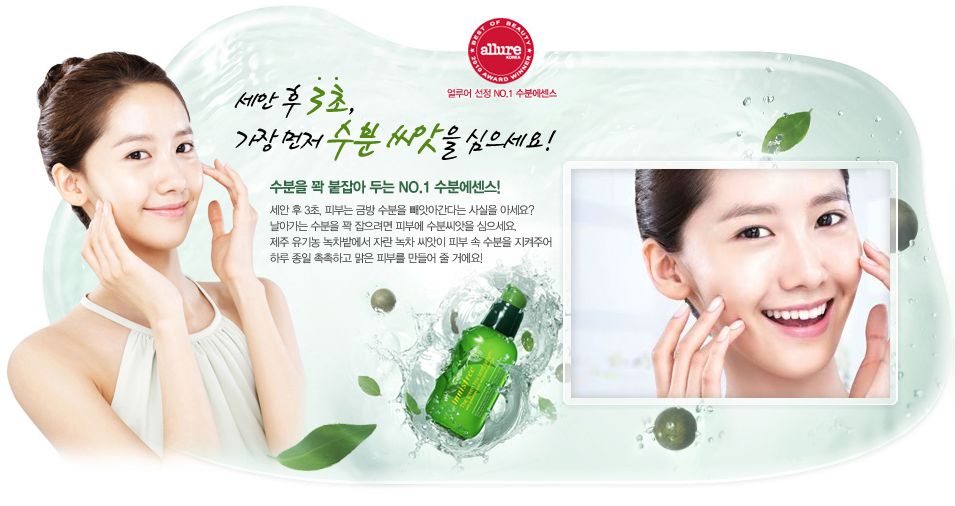 BEST OF BEAUTY
allure
KOREA
2010 AWARD WINNER
얼루어 선정 NO.1 수분에센스
세안 후 3초,
가장 먼저 수분 씨앗을 심으세요!
수분을 꽉 붙잡아 두는 NO.1 수분에센스!
세안 후 3초, 피부는 금방 수분을 빼앗아간다는 사실을 아세요?
날아가는 수분을 꽉 잡으려면 피부에 수분씨앗을 심으세요.
제주 유기농 녹차밭에서 자란 녹차 씨앗이 피부 속 수분을 지켜주어
하루 종일 촉촉하고 맑은 피부를 만들어 줄 거에요!
innisfree